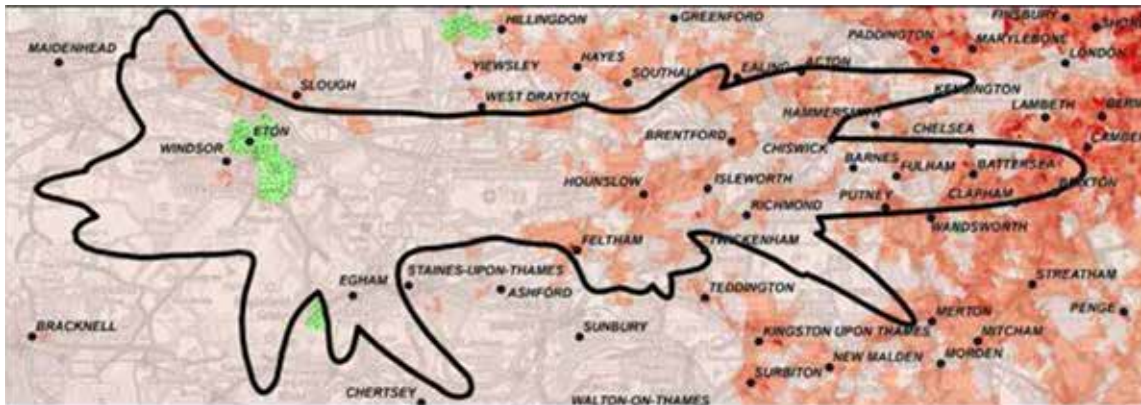 HILLINGDON
GREENFORD
FINSBURY
MAIDENHEAD
PADDINGTON
MARYLEBONE
LONDON
YIEWSLEY
HAYES
SOUTHALL
EALING
ACTON
SLOUGH
WEST DRAYTON
KENSINGTON
HAMMERSMITH
LAMBETH
ETON
WINDSOR
BRENTFORD
CHISWICK
CHELSEA
BARNES
FULHAM
BATTERSEA
HOUNSLOW
ISLEWORTH
PUTNEY
CLAPHAM
BRIXTON
RICHMOND
WANDSWORTH
FELTHAM
TWICKENHAM
STAINES-UPON-THAMES
EGHAM
ASHFORD
TEDDINGTON
STREATHAM
PENGE
BRACKNELL
SUNBURY
KINGSTON UPON THAMES
MERTON
MITCHAM
NEW MALDEN
MORDEN
SURBITON
CHERTSEY
WALTON-ON-THAMES